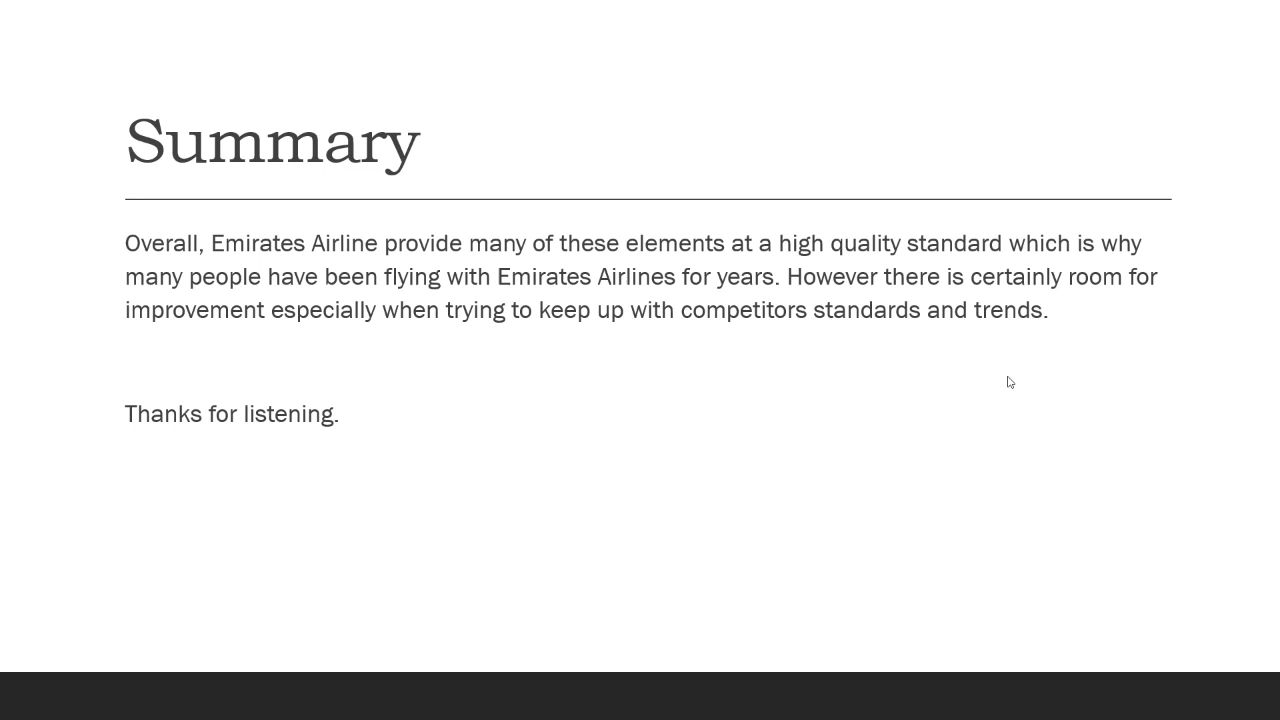 Summary
Overall, Emirates Airline provide many of these elements at a high quality standard which is why
many people have been flying with Emirates Airlines for years. However there is certainly room for
improvement especially when trying to keep up with competitors standards and trends.
Thanks for listening.